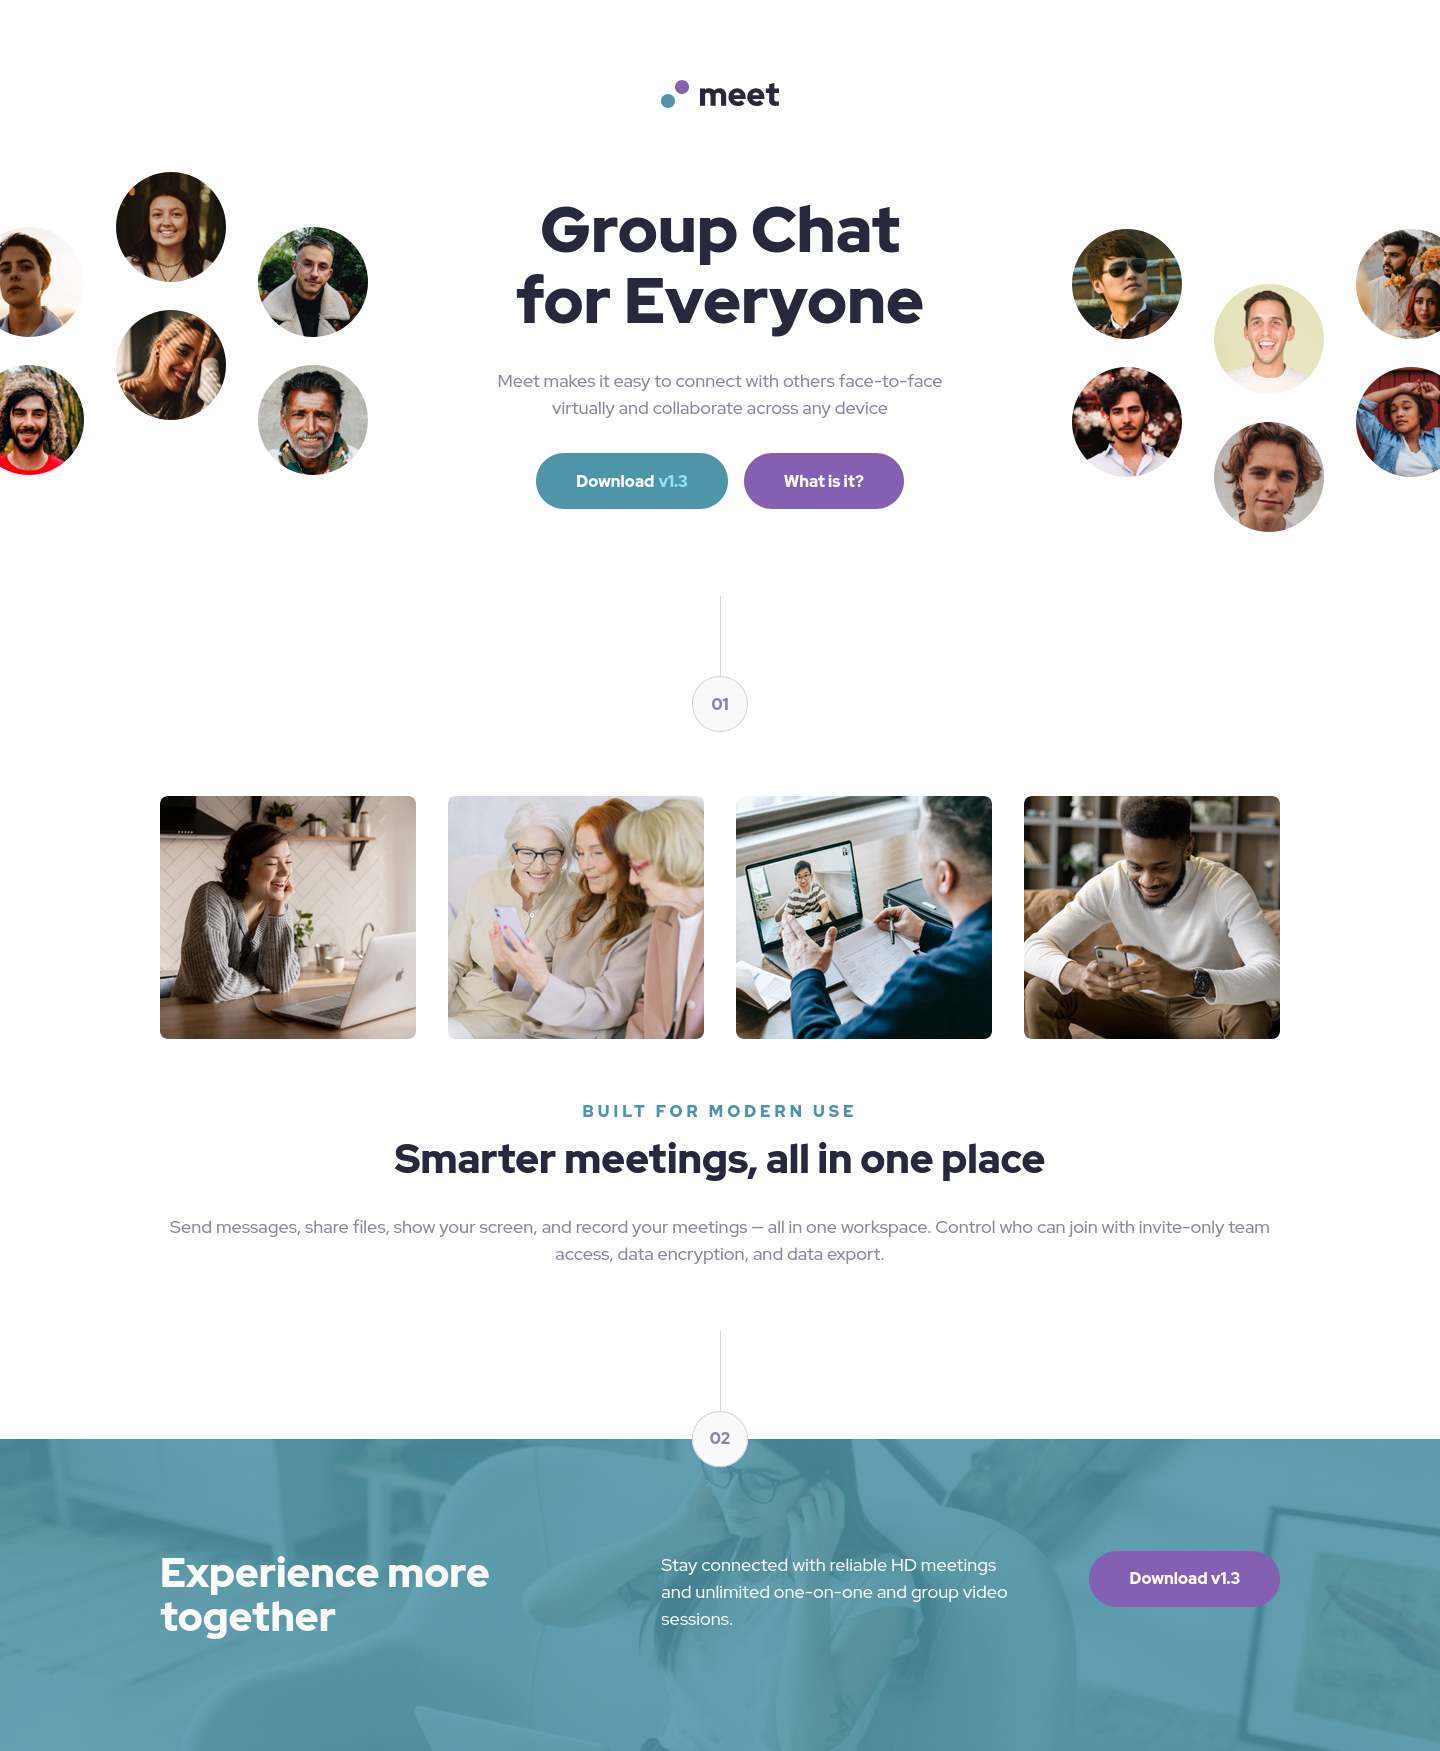 meet
Group Chat
for Everyone
Meet makes it easy to connect with others face-to-face
virtually and collaborate across any device
Download v1.3
What is it?
01
BUILT FOR MODERN USE
Smarter meetings, all in one place
Send messages, share files, show your screen, and record your meetings — all in one workspace. Control who can join with invite-only team
access, data encryption, and data export.
02
Experience more
together
Stay connected with reliable HD meetings
and unlimited one-on-one and group video
sessions.
Download v1.3